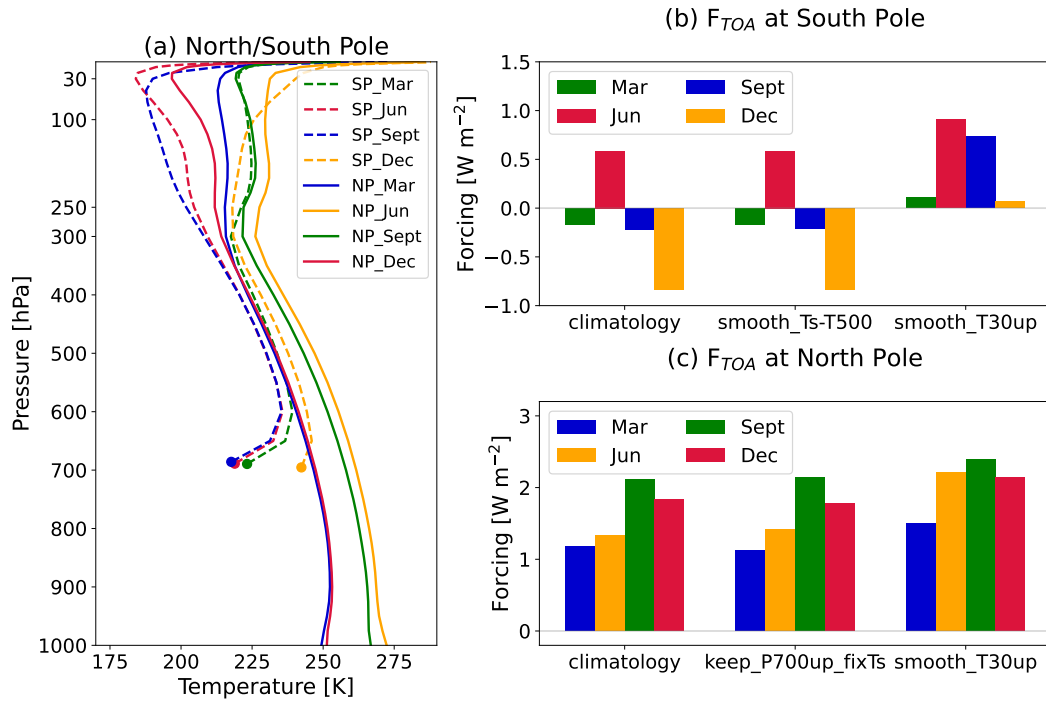 (a) North/South Pole
30
100
250
300
400
500
600
700
800
900
1000
Pressure [hPa]
175
200
225
250
275
Temperature [K]
SP_Mar
SP_Jun
SP_Sept
SP_Dec
NP_Mar
NP_Jun
NP_Sept
NP_Dec
(b) F_TOA at South Pole
1.5
1.0
0.5
0.0
−0.5
−1.0
Forcing [W m⁻²]
Mar Sept
Jun Dec
climatology smooth_Ts-T500 smooth_T30up
(c) F_TOA at North Pole
3
2
1
0
Forcing [W m⁻²]
Mar Sept
Jun Dec
climatology keep_P700up_fixTs smooth_T30up